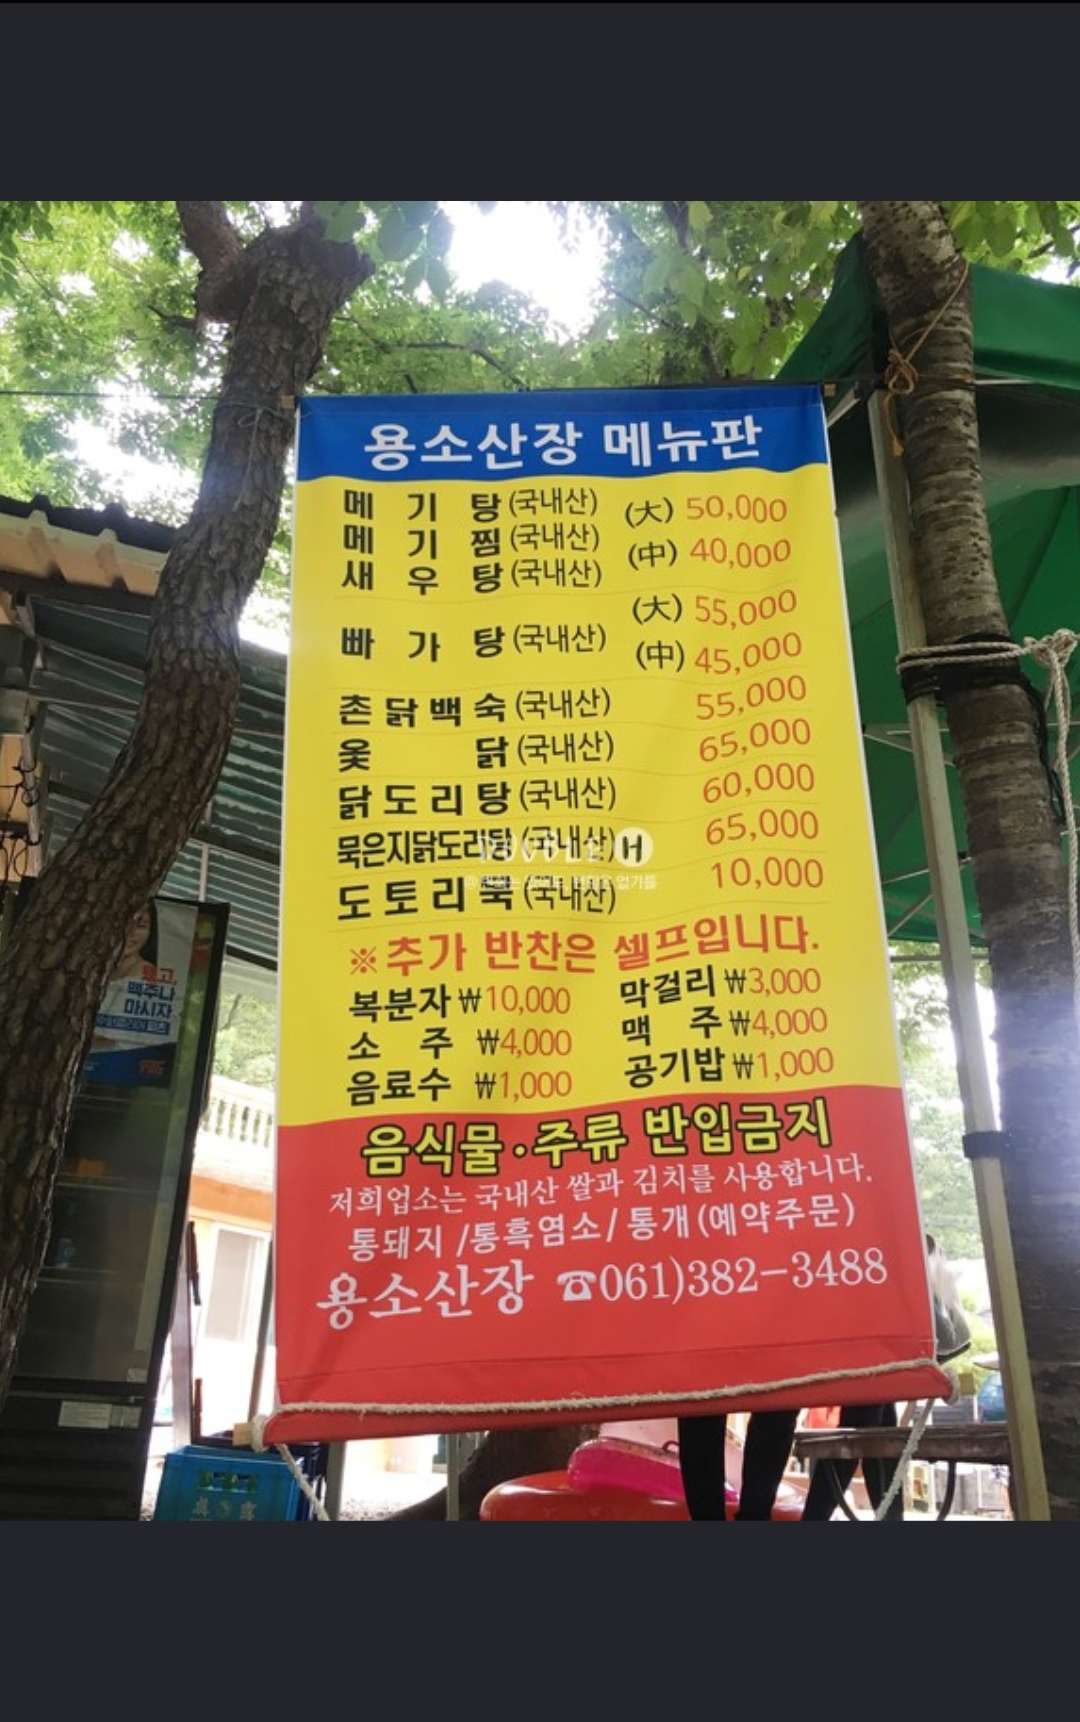 용소산장 메뉴판
메 기 탕 (국내산) (大) 50,000
메 기 찜 (국내산) (中) 40,000
새 우 탕 (국내산)
빠 가 탕 (국내산) (大) 55,000
(中) 45,000
촌닭백숙 (국내산) 55,000
옻 닭 (국내산) 65,000
닭도리탕 (국내산) 60,000
묵은지닭도리탕 (국내산) 65,000
H
도토리묵 (국내산) 10,000
※추가 반찬은 셀프입니다.
복분자 ₩10,000 막걸리 ₩3,000
소 주 ₩4,000 맥 주 ₩4,000
음료수 ₩1,000 공기밥 ₩1,000
음식물·주류 반입금지
저희업소는 국내산 쌀과 김치를 사용합니다.
통돼지 /통흑염소/ 통개 (예약주문)
용소산장 ☎061)382-3488
맥주나
마시자